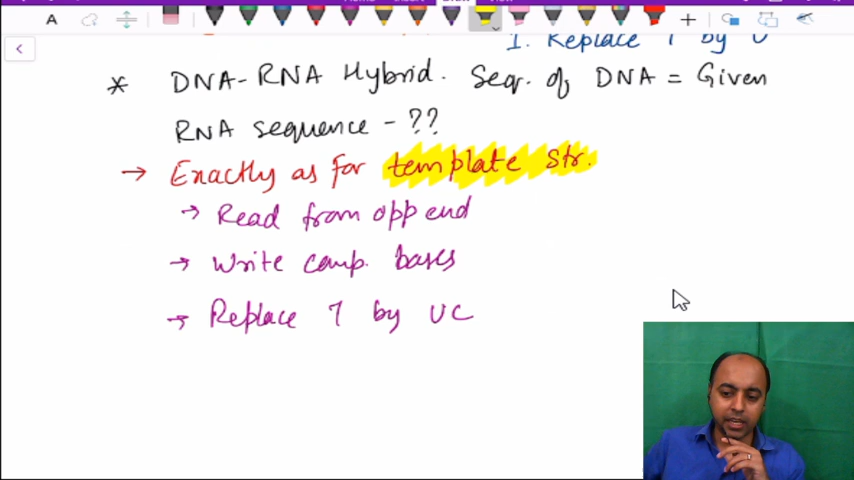 1. Replace T by U
* DNA-RNA Hybrid. Seq. of DNA = Given
RNA sequence - ??
→ Exactly as for template Str.
→ Read from opp end
→ Write comp. bases
→ Replace T by UC